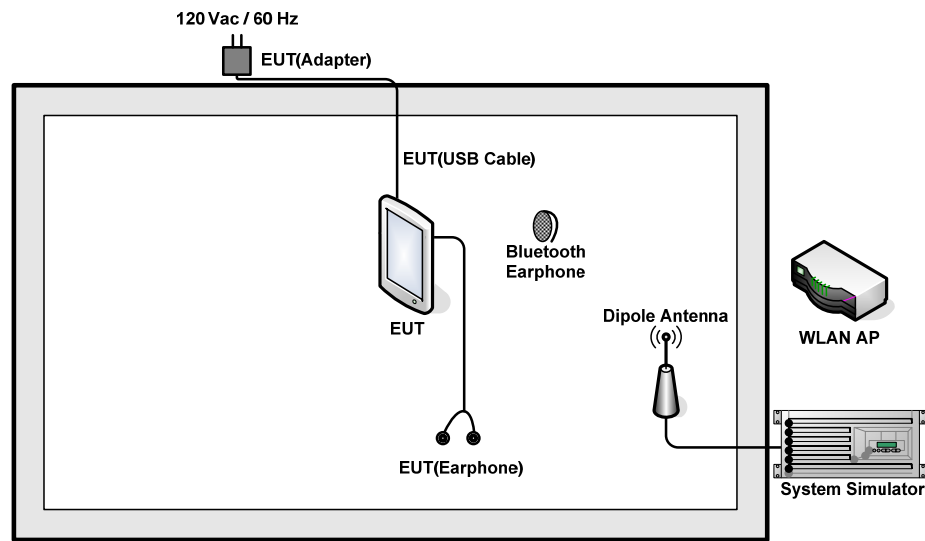 120 Vac / 60 Hz
EUT(Adapter)
EUT(USB Cable)
Bluetooth
Earphone
EUT
Dipole Antenna
WLAN AP
EUT(Earphone)
System Simulator